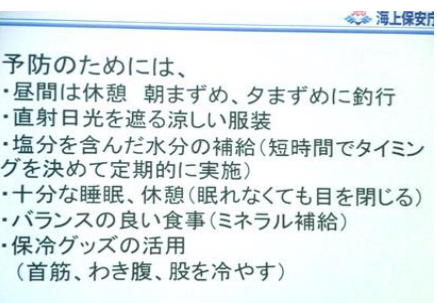 海上保安庁
予防のためには、
・昼間は休憩　朝まずめ、夕まずめに釣行
・直射日光を遮る涼しい服装
・塩分を含んだ水分の補給(短時間でタイミン
グを決めて定期的に実施)
・十分な睡眠、休憩(眠れなくても目を閉じる)
・バランスの良い食事(ミネラル補給)
・保冷グッズの活用
（首筋、わき腹、股を冷やす）